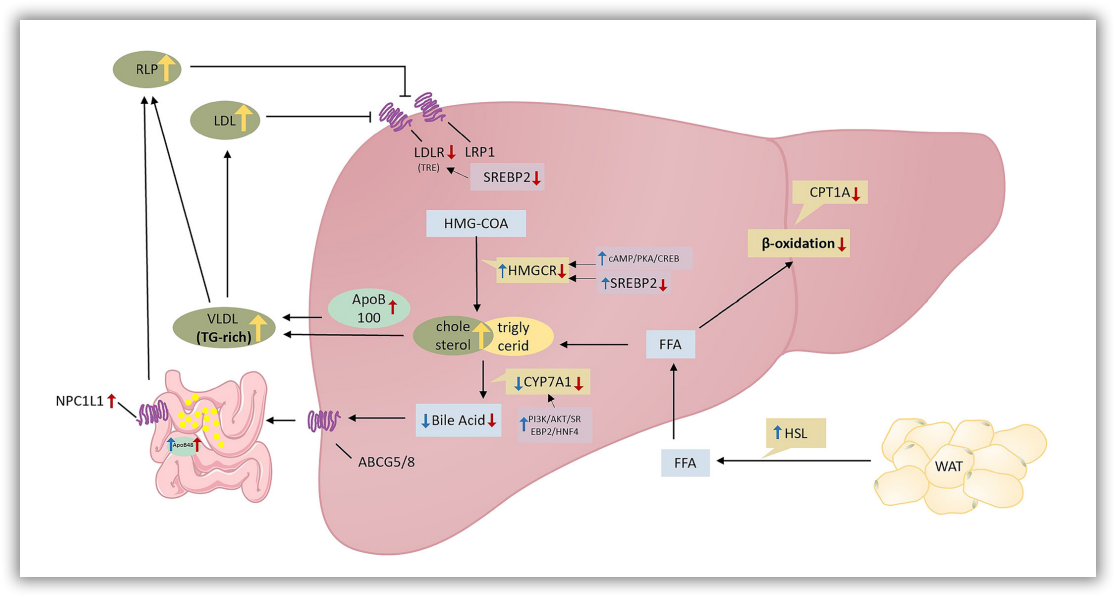 RLP
LDL
LDLR
(TRE)
LRP1
SREBP2
CPT1A
HMG-COA
β-oxidation
HMGCR
cAMP/PKA/CREB
SREBP2
ApoB
100
VLDL
(TG-rich)
chole
sterol
trigly
cerid
FFA
CYP7A1
NPC1L1
Bile Acid
PI3K/AKT/SR
EBP2/HNF4
HSL
ApoB48
ABCG5/8
FFA
WAT